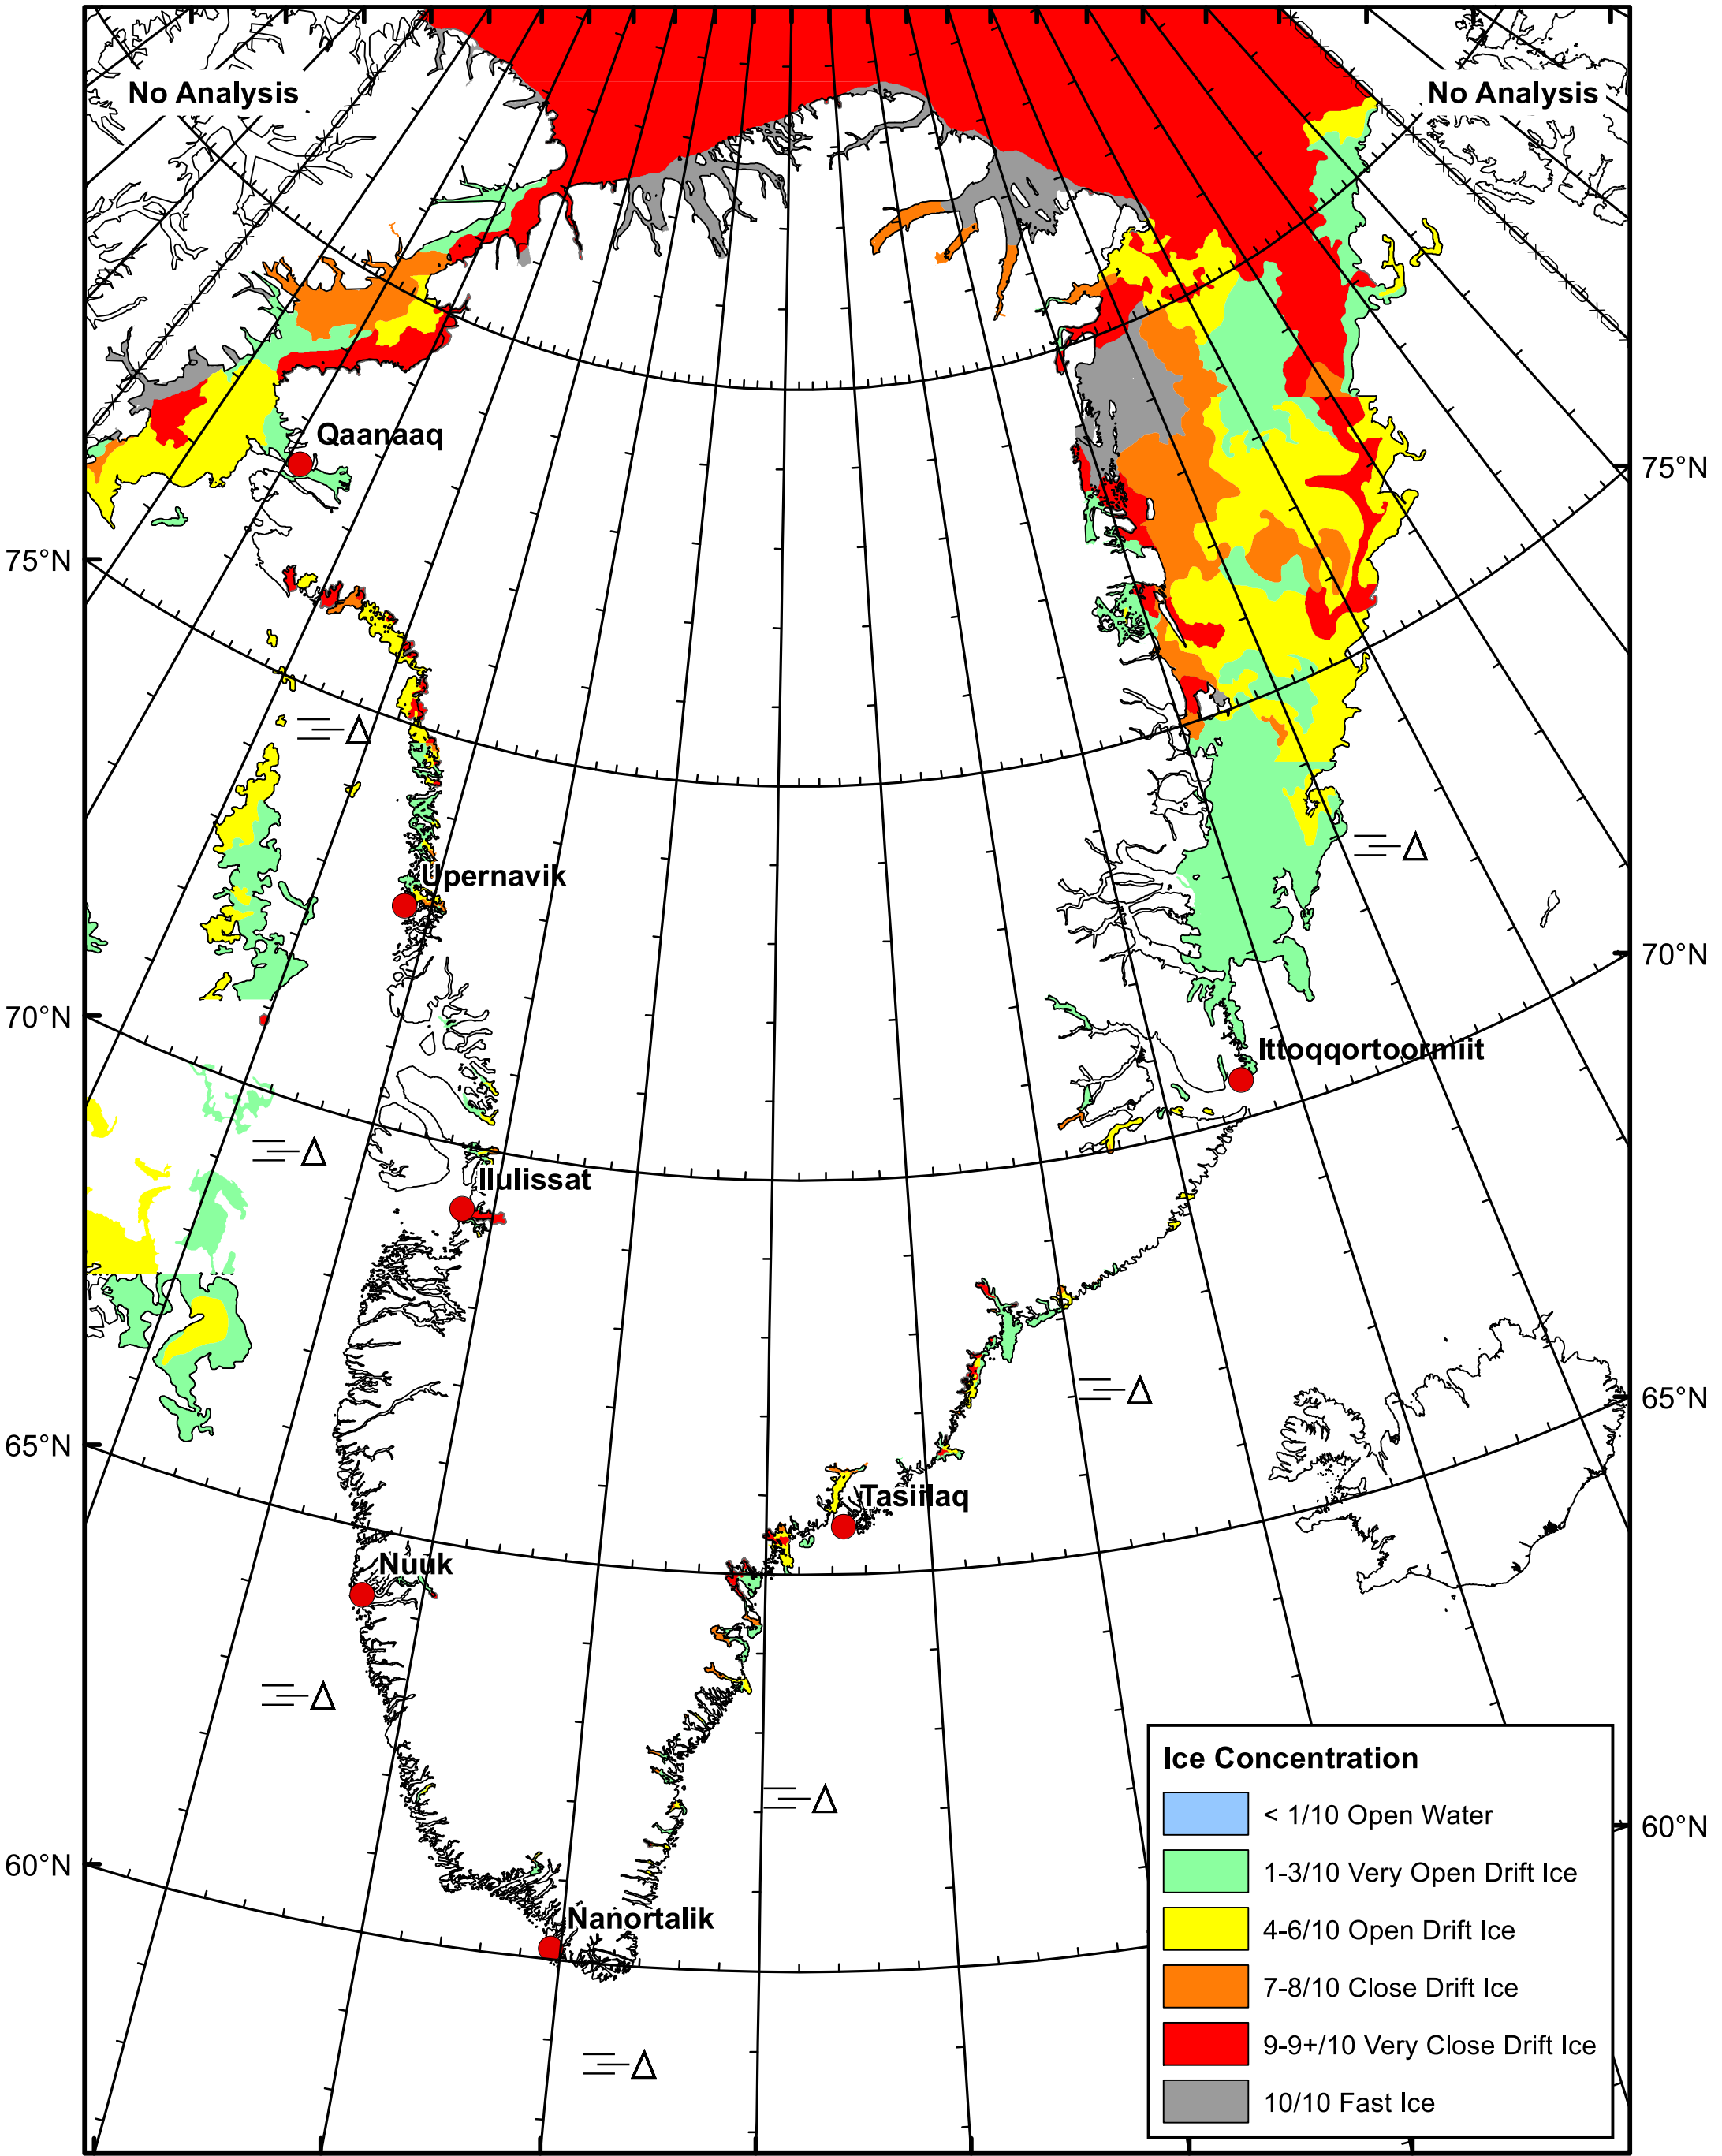 No Analysis
No Analysis
Qaanaaq
75°N
75°N
Upernavik
70°N
70°N
Ittoqqortoormiit
Ilulissat
65°N
65°N
Tasiilaq
Nuuk
Ice Concentration
< 1/10 Open Water
60°N
60°N
1-3/10 Very Open Drift Ice
Nanortalik
4-6/10 Open Drift Ice
7-8/10 Close Drift Ice
9-9+/10 Very Close Drift Ice
10/10 Fast Ice